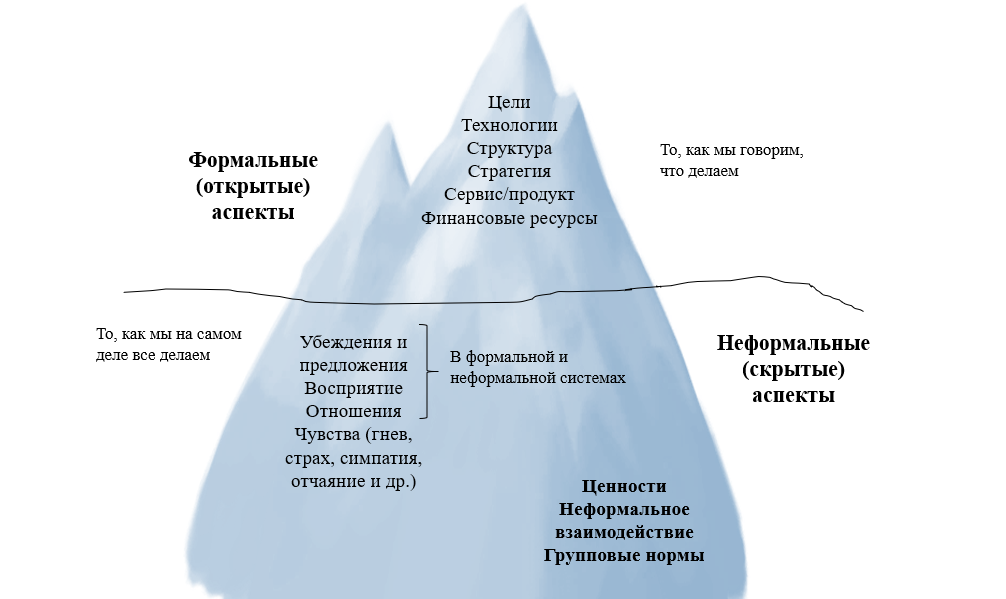 Цели
Технологии
Структура
Стратегия
Сервис/продукт
Финансовые ресурсы
Формальные
(открытые)
аспекты
То, как мы говорим,
что делаем
То, как мы на самом
деле все делаем
Убеждения и
предложения
Восприятие
Отношения
Чувства (гнев,
страх, симпатия,
отчаяние и др.)
В формальной и
неформальной системах
Неформальные
(скрытые)
аспекты
Ценности
Неформальное
взаимодействие
Групповые нормы